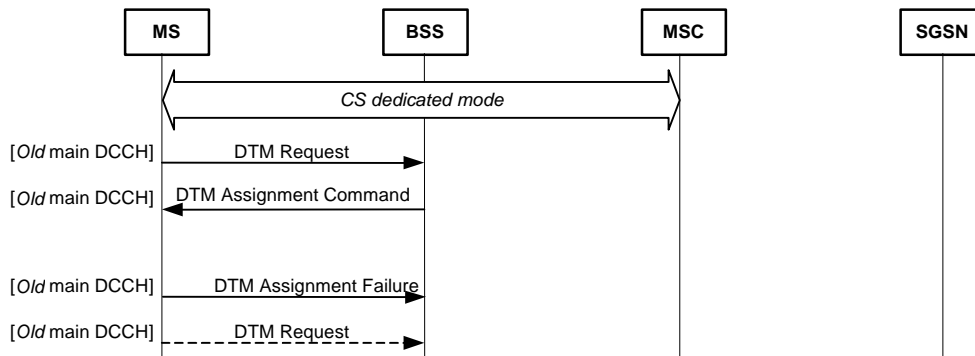 MS BSS MSC SGSN
CS dedicated mode
[Old main DCCH] DTM Request
[Old main DCCH] DTM Assignment Command
[Old main DCCH] DTM Assignment Failure
[Old main DCCH] DTM Request